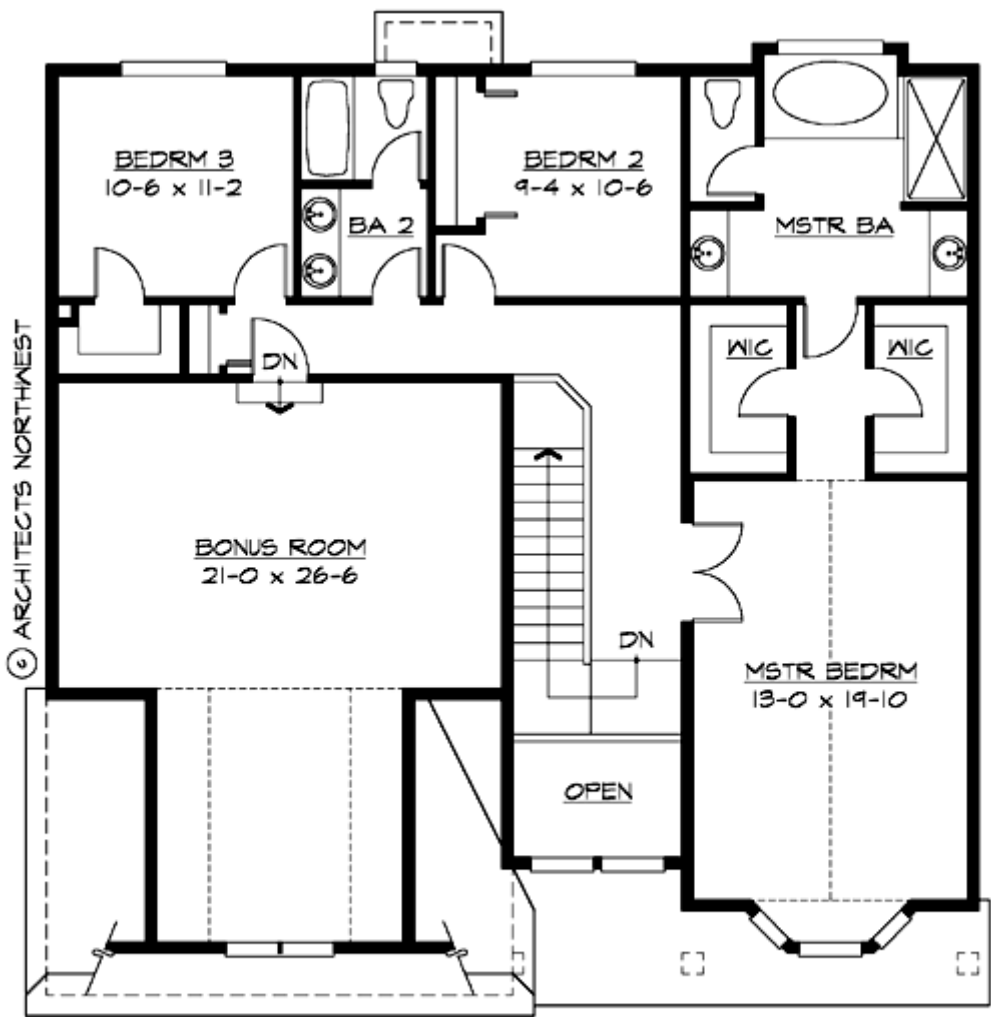 BEDRM 3
10-6 x 11-2
BA 2
BEDRM 2
9-4 x 10-6
MSTR BA
WIC
WIC
DN
BONUS ROOM
21-0 x 26-6
DN
MSTR BEDRM
13-0 x 19-10
OPEN
© ARCHITECTS NORTHWEST